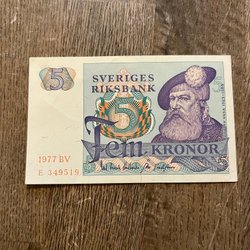 5
SVERIGES
RIKSBANK
5
Fem KRONOR
1977 BV
E 349519